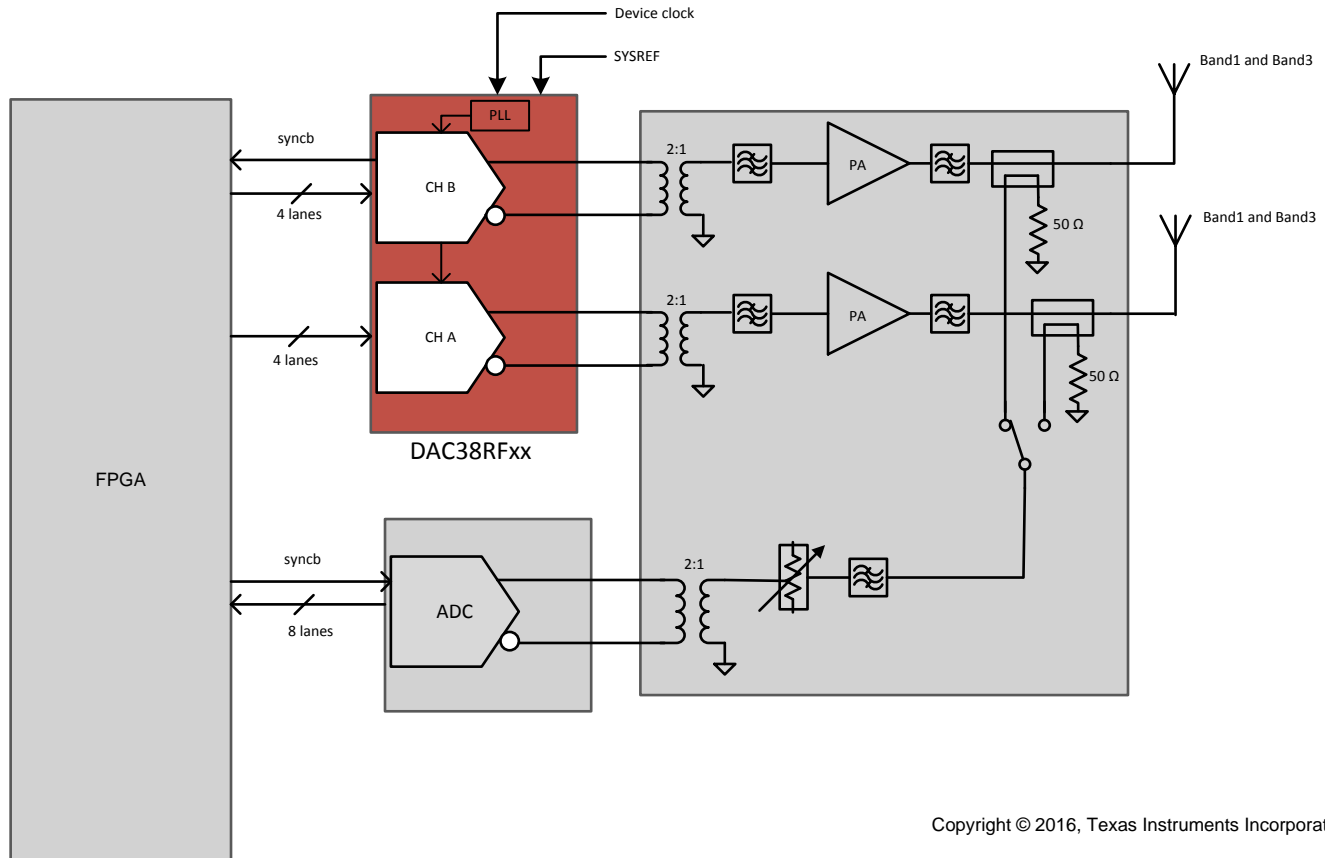 Device clock
SYSREF
Band1 and Band3
PLL
syncb
2:1
CH B
PA
4 lanes
50 Ω
Band1 and Band3
2:1
CH A
PA
4 lanes
50 Ω
DAC38RFxx
FPGA
syncb
2:1
ADC
8 lanes
Copyright © 2016, Texas Instruments Incorporat